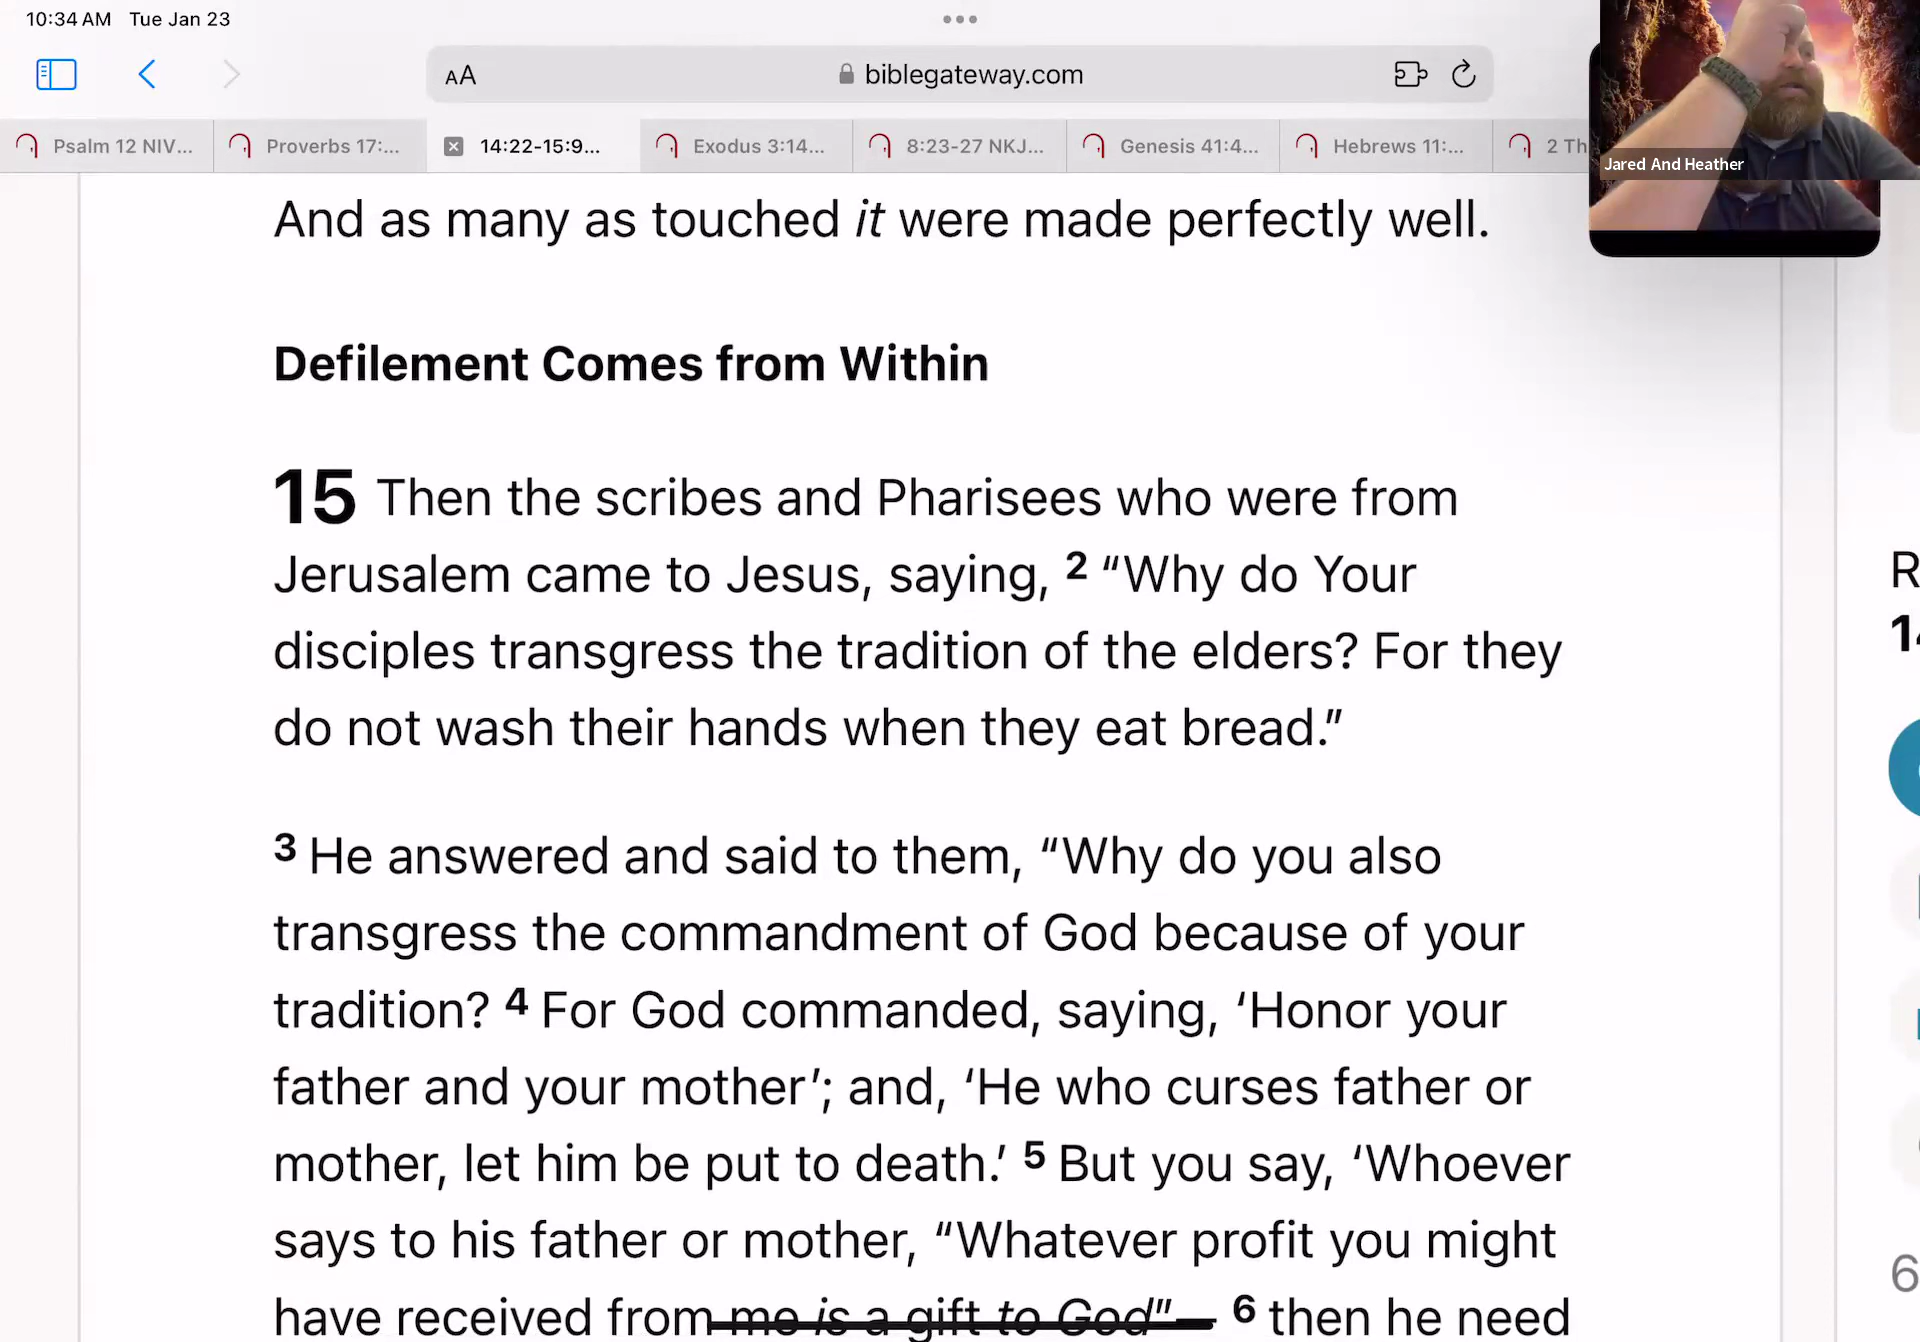 10:34 AM Tue Jan 23
AA
biblegateway.com
Psalm 12 NIV...
Proverbs 17:...
14:22-15:9...
Exodus 3:14...
8:23-27 NKJ...
Genesis 41:4...
Hebrews 11:...
2 Th
Jared And Heather
And as many as touched it were made perfectly well.
Defilement Comes from Within
15 Then the scribes and Pharisees who were from
Jerusalem came to Jesus, saying, 2 “Why do Your
disciples transgress the tradition of the elders? For they
do not wash their hands when they eat bread.”
3 He answered and said to them, “Why do you also
transgress the commandment of God because of your
tradition? 4 For God commanded, saying, ‘Honor your
father and your mother’; and, ‘He who curses father or
mother, let him be put to death.’ 5 But you say, ‘Whoever
says to his father or mother, “Whatever profit you might
have received from me is a gift to God”— 6 then he need
R
6